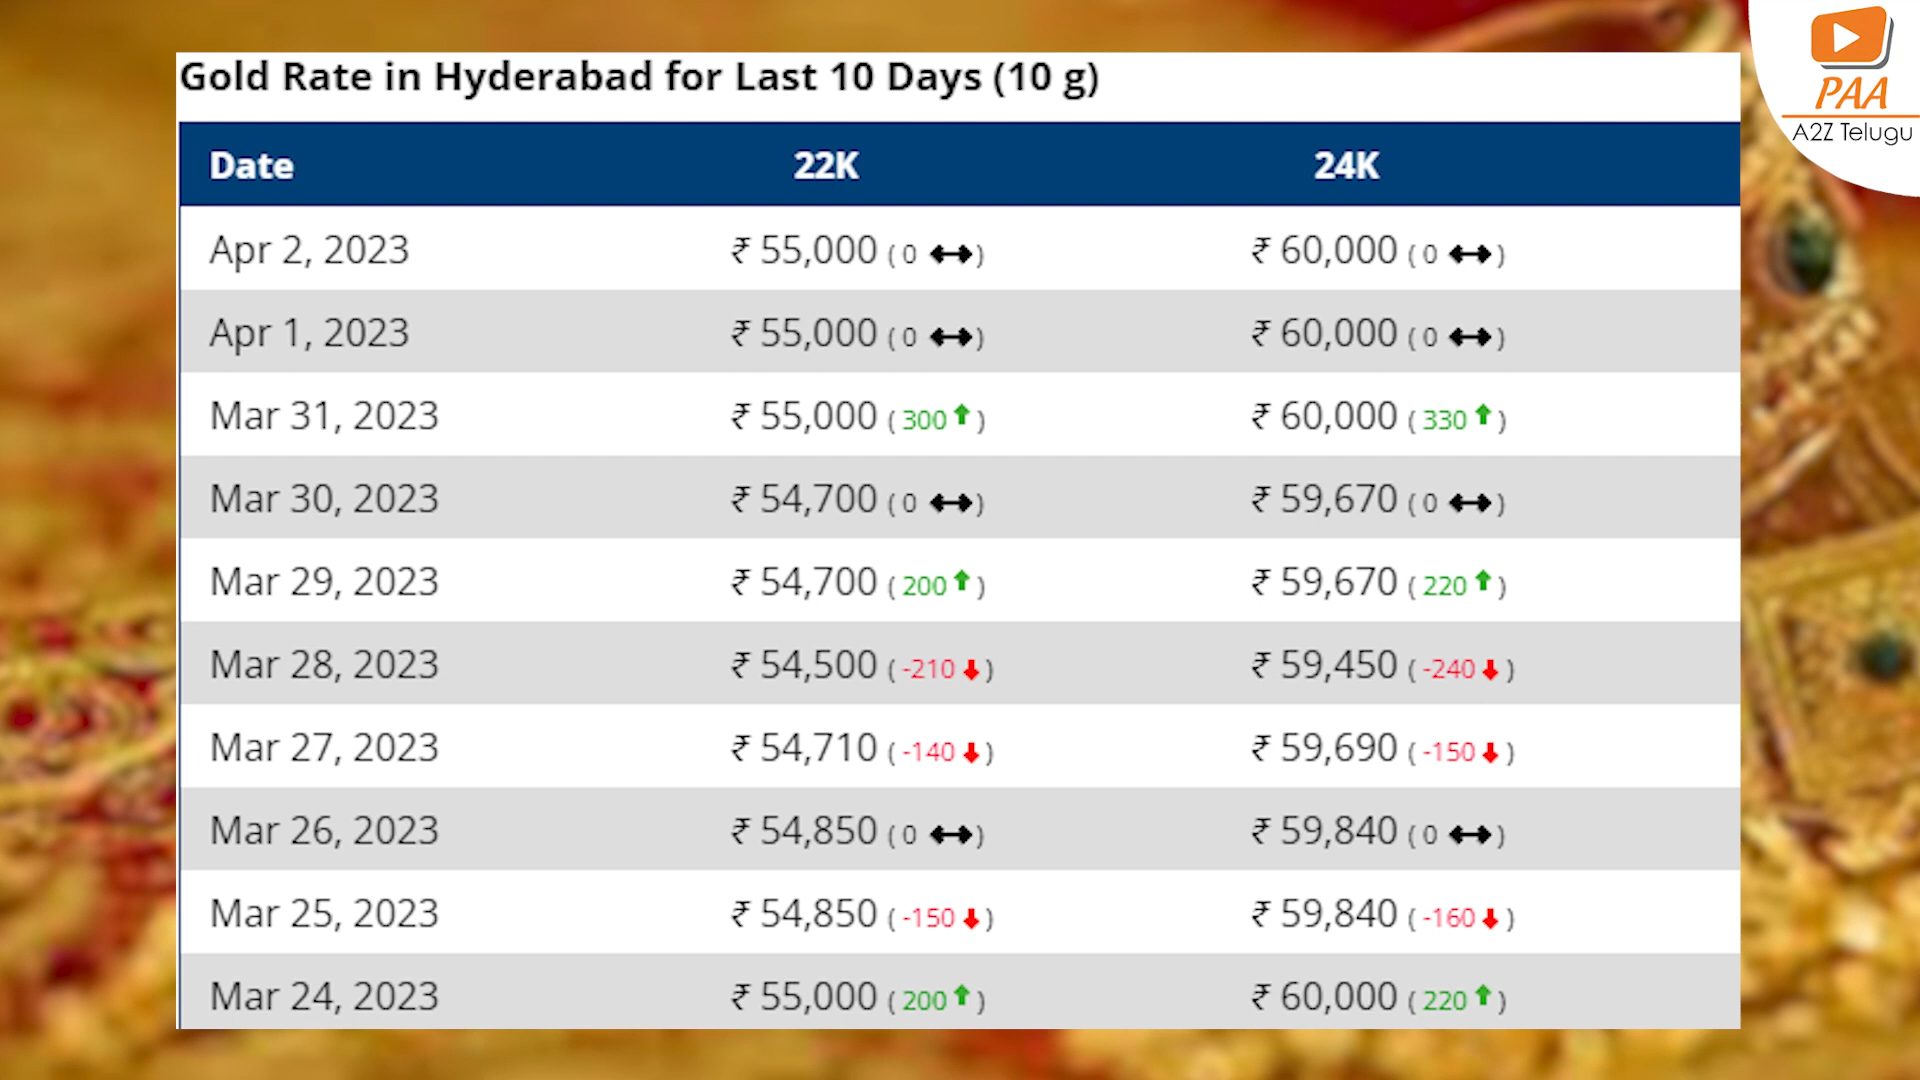 PAA
A2Z Telugu
Gold Rate in Hyderabad for Last 10 Days (10 g)
Date 22K 24K
Apr 2, 2023 ₹ 55,000 ( 0 ↔) ₹ 60,000 ( 0 ↔)
Apr 1, 2023 ₹ 55,000 ( 0 ↔) ₹ 60,000 ( 0 ↔)
Mar 31, 2023 ₹ 55,000 ( 300 ⬆ ) ₹ 60,000 ( 330 ⬆ )
Mar 30, 2023 ₹ 54,700 ( 0 ↔) ₹ 59,670 ( 0 ↔)
Mar 29, 2023 ₹ 54,700 ( 200 ⬆ ) ₹ 59,670 ( 220 ⬆ )
Mar 28, 2023 ₹ 54,500 ( -210 ⬇ ) ₹ 59,450 ( -240 ⬇ )
Mar 27, 2023 ₹ 54,710 ( -140 ⬇ ) ₹ 59,690 ( -150 ⬇ )
Mar 26, 2023 ₹ 54,850 ( 0 ↔) ₹ 59,840 ( 0 ↔)
Mar 25, 2023 ₹ 54,850 ( -150 ⬇ ) ₹ 59,840 ( -160 ⬇ )
Mar 24, 2023 ₹ 55,000 ( 200 ⬆ ) ₹ 60,000 ( 220 ⬆ )